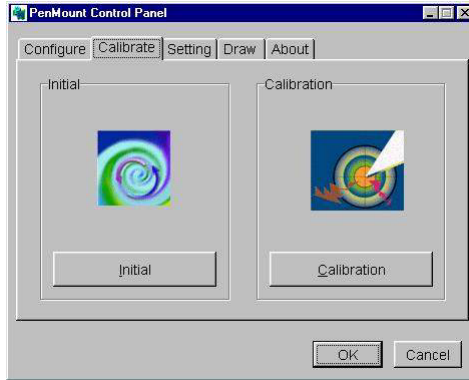 PenMount Control Panel
Configure Calibrate Setting Draw About
Initial
Calibration
Initial
Calibration
OK Cancel